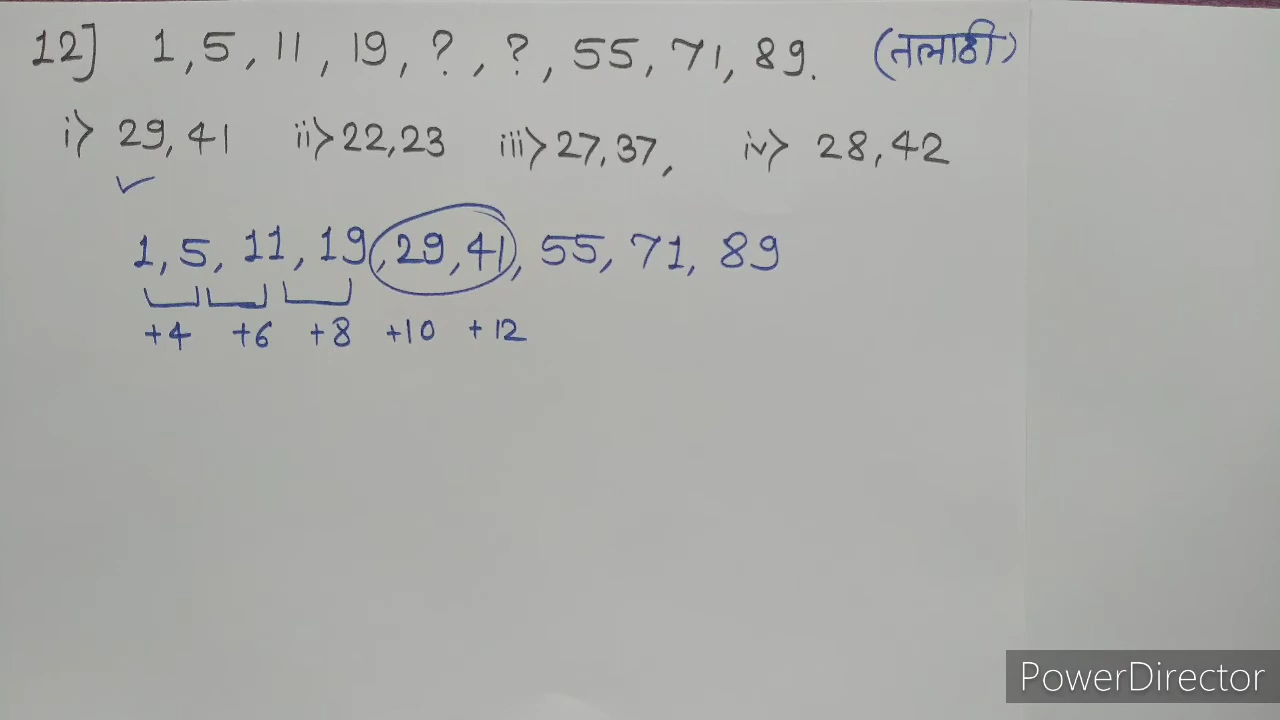 12] 1, 5, 11, 19, ?, ?, 55, 71, 89. (तलाठी)
i> 29, 41 ii> 22,23 iii> 27,37, iv> 28,42
1, 5, 11, 19, 29, 41, 55, 71, 89
+4 +6 +8 +10 +12
PowerDirector